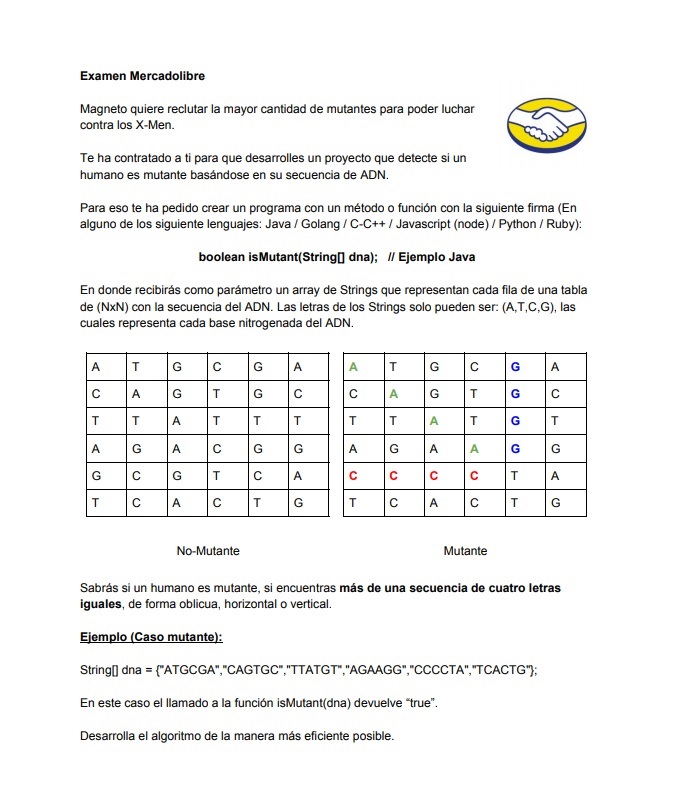 Examen Mercadolibre
Magneto quiere reclutar la mayor cantidad de mutantes para poder luchar
contra los X-Men.
Te ha contratado a ti para que desarrolles un proyecto que detecte si un
humano es mutante basándose en su secuencia de ADN.
Para eso te ha pedido crear un programa con un método o función con la siguiente firma (En
alguno de los siguiente lenguajes: Java / Golang / C-C++ / Javascript (node) / Python / Ruby):
boolean isMutant(String[] dna); // Ejemplo Java
En donde recibirás como parámetro un array de Strings que representan cada fila de una tabla
de (NxN) con la secuencia del ADN. Las letras de los Strings solo pueden ser: (A,T,C,G), las
cuales representa cada base nitrogenada del ADN.
A T G C G A
C A G T G C
T T A T T T
A G A C G G
G C G T C A
T C A C T G
No-Mutante
A T G C G A
C A G T G C
T T A T G T
A G A A G G
C C C C T A
T C A C T G
Mutante
Sabrás si un humano es mutante, si encuentras más de una secuencia de cuatro letras
iguales, de forma oblicua, horizontal o vertical.
Ejemplo (Caso mutante):
String[] dna = {"ATGCGA","CAGTGC","TTATGT","AGAAGG","CCCCTA","TCACTG"};
En este caso el llamado a la función isMutant(dna) devuelve “true”.
Desarrolla el algoritmo de la manera más eficiente posible.